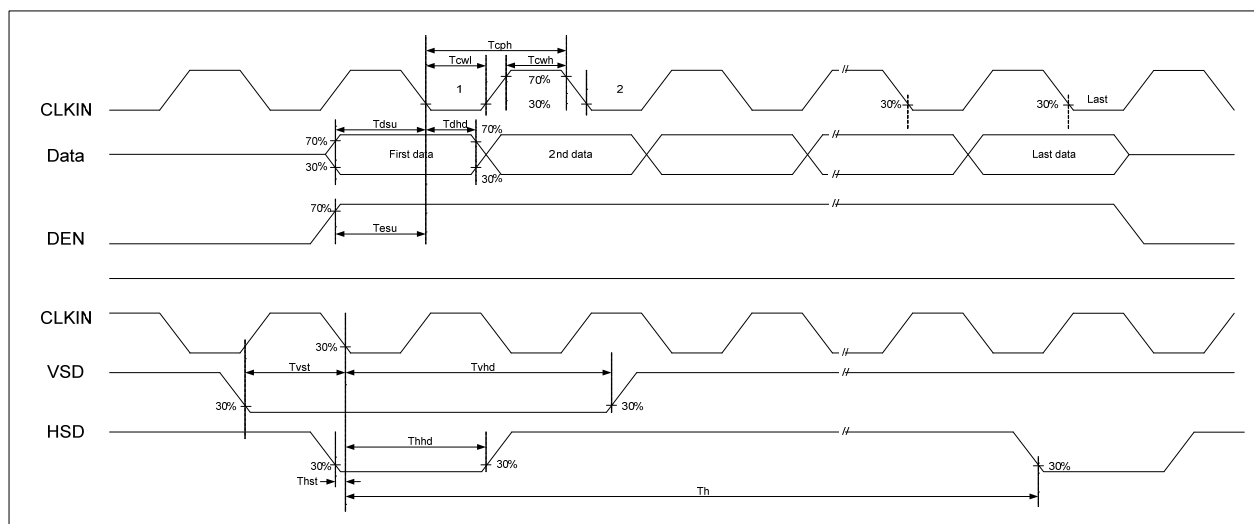 Tcph
Tcwl
Tcwh
CLKIN
1
70%
30%
2
30%
30%
Last
Tdsu
Tdhd
70%
70%
Data
First data
2nd data
Last data
30%
30%
70%
DEN
Tesu
CLKIN
30%
VSD
Tvst
Tvhd
30%
30%
HSD
Thhd
30%
30%
30%
Thst
Th
//
//
//
//
//
//